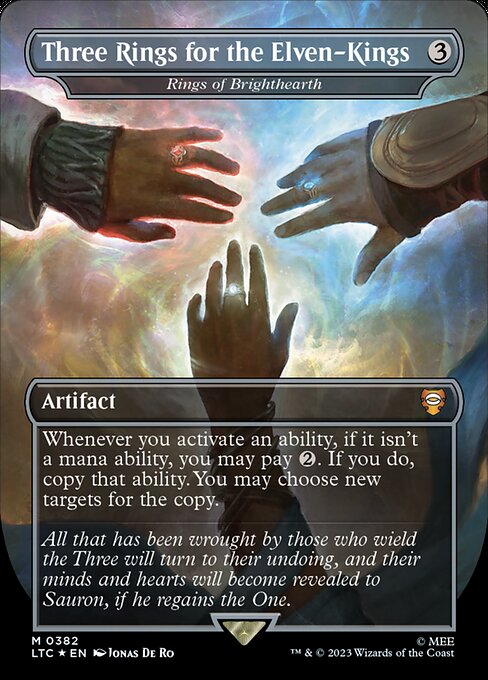 Three Rings for the Elven-Kings 3
Rings of Brighthearth
Artifact
Whenever you activate an ability, if it isn't
a mana ability, you may pay 2. If you do,
copy that ability. You may choose new
targets for the copy.
All that has been wrought by those who wield
the Three will turn to their undoing, and their
minds and hearts will become revealed to
Sauron, if he regains the One.
M 0382
LTC ★ EN Jonas De Ro
© MEE
™ & © 2023 Wizards of the Coast